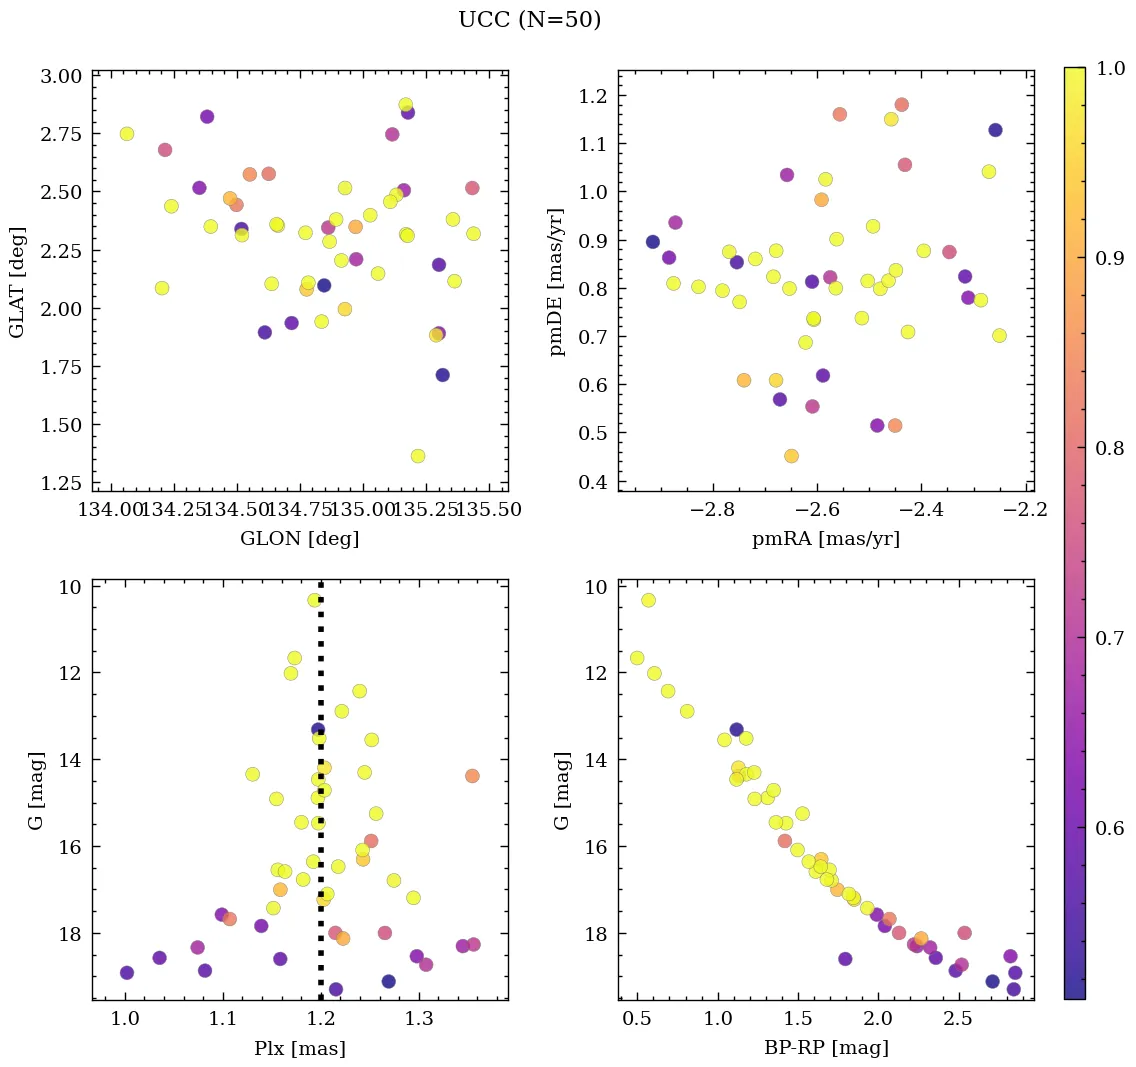 UCC (N=50)
3.00
2.75
2.50
2.25
2.00
1.75
1.50
1.25
GLAT [deg]
134.00 134.25 134.50 134.75 135.00 135.25 135.50
GLON [deg]
1.2
1.1
1.0
0.9
0.8
0.7
0.6
0.5
0.4
pmDE [mas/yr]
−2.8 −2.6 −2.4 −2.2
pmRA [mas/yr]
10
12
14
16
18
G [mag]
1.0 1.1 1.2 1.3
Plx [mas]
10
12
14
16
18
G [mag]
0.5 1.0 1.5 2.0 2.5
BP-RP [mag]
1.0
0.9
0.8
0.7
0.6